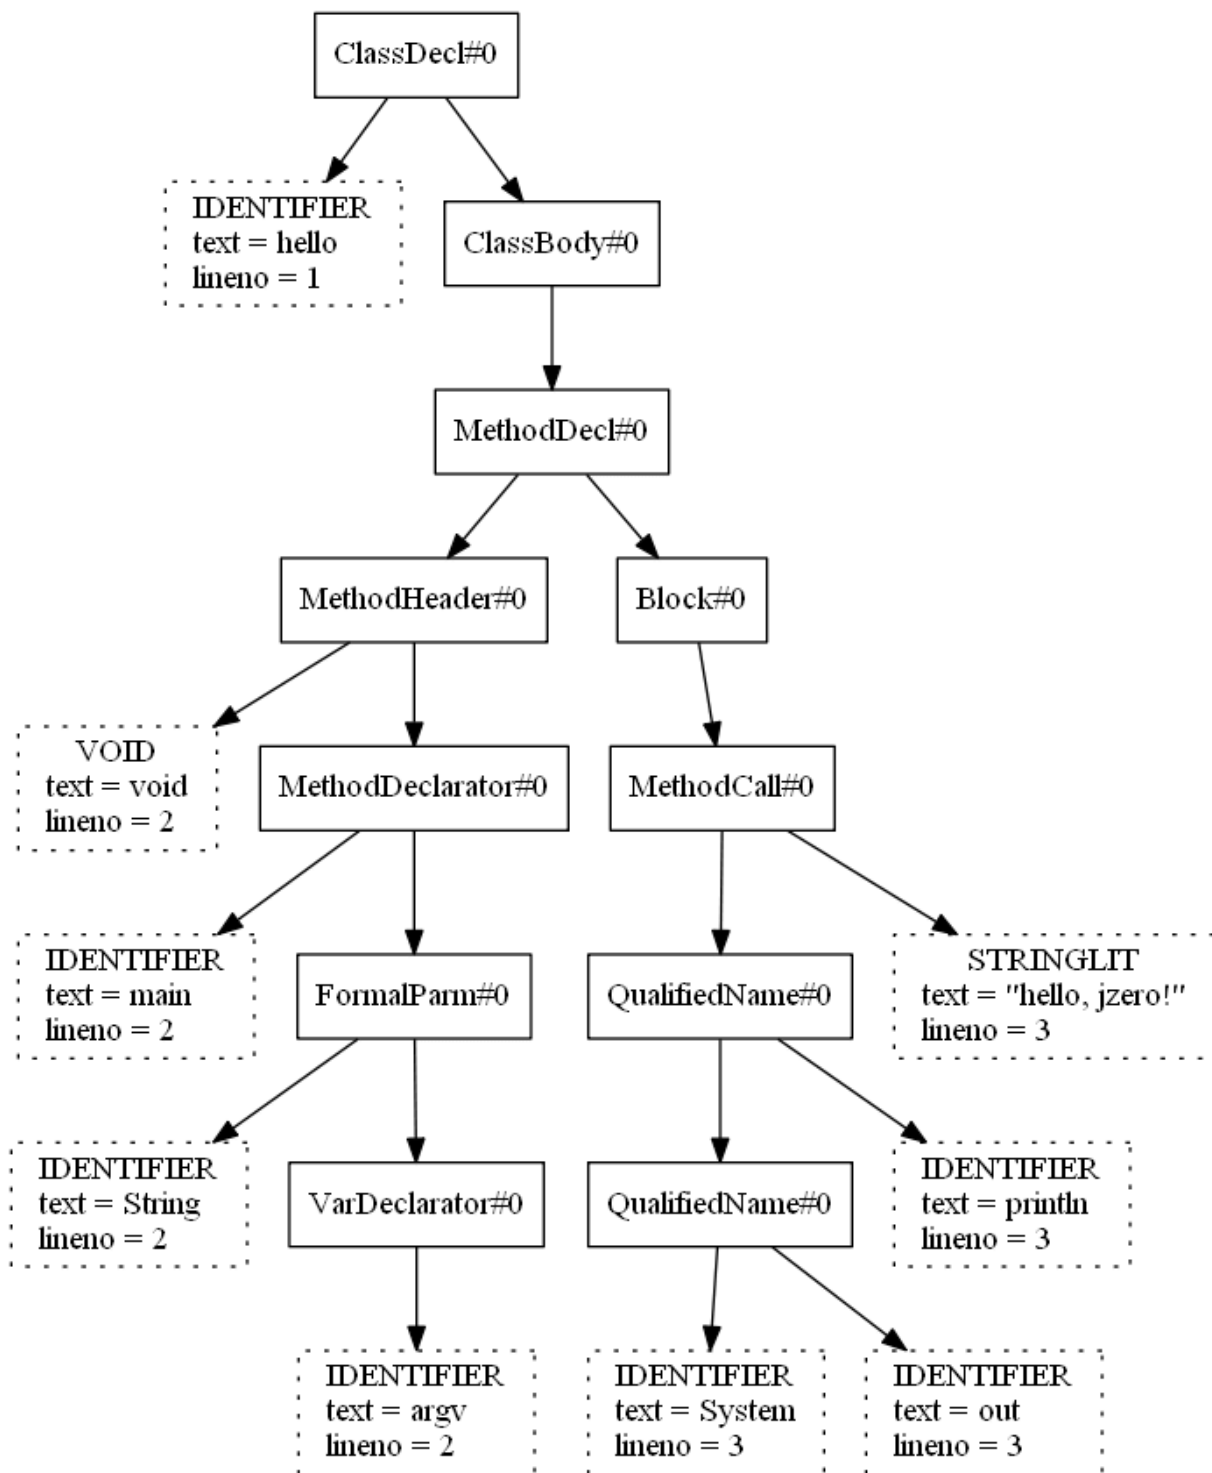 ClassDecl#0
IDENTIFIER
text = hello
lineno = 1
ClassBody#0
MethodDecl#0
MethodHeader#0
Block#0
VOID
text = void
lineno = 2
MethodDeclarator#0
MethodCall#0
IDENTIFIER
text = main
lineno = 2
FormalParm#0
QualifiedName#0
STRINGLIT
text = "hello, jzero!"
lineno = 3
IDENTIFIER
text = String
lineno = 2
VarDeclarator#0
QualifiedName#0
IDENTIFIER
text = println
lineno = 3
IDENTIFIER
text = argv
lineno = 2
IDENTIFIER
text = System
lineno = 3
IDENTIFIER
text = out
lineno = 3